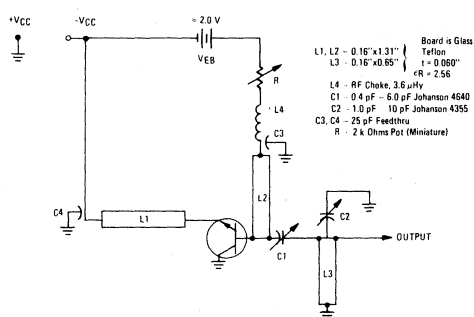 +VCC
-VCC
≈ 2.0 V
VEB
R
L4
C3
L2
C4
L1
C1
C2
OUTPUT
L3
Board is Glass
Teflon
t = 0.060"
εR = 2.56
L1, L2 - 0.16"x1.31"
L3 - 0.16"x0.65"
L4 - RF Choke, 3.6 μHy
C1 - 0.4 pF - 6.0 pF Johanson 4640
C2 - 1.0 pF 10 pF Johanson 4355
C3, C4 - 25 pF Feedthru
R - 2 k Ohms Pot (Miniature)